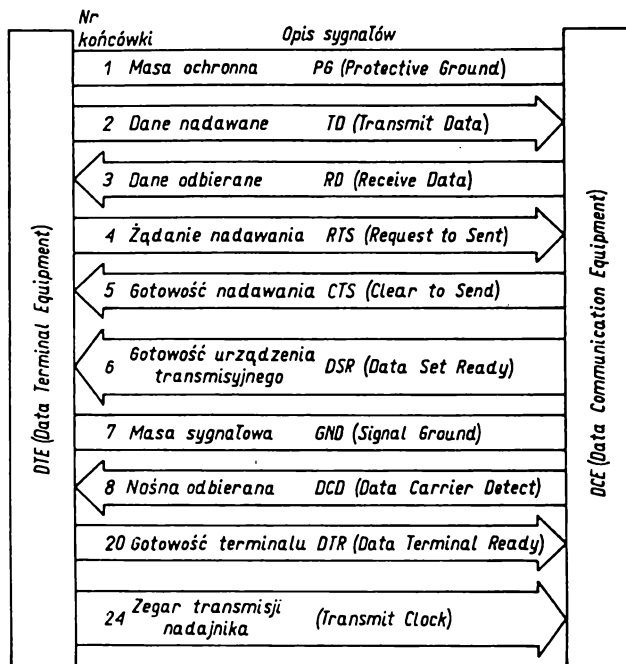 Nr
końcówki
Opis sygnałów
1 Masa ochronna PG (Protective Ground)
2 Dane nadawane TD (Transmit Data)
3 Dane odbierane RD (Receive Data)
4 Żądanie nadawania RTS (Request to Sent)
5 Gotowość nadawania CTS (Clear to Send)
6 Gotowość urządzenia
transmisyjnego DSR (Data Set Ready)
7 Masa sygnałowa GND (Signal Ground)
8 Nośna odbierana DCD (Data Carrier Detect)
20 Gotowość terminalu DTR (Data Terminal Ready)
24 Zegar transmisji
nadajnika (Transmit Clock)
DTE (Data Terminal Equipment)
DCE (Data Communication Equipment)